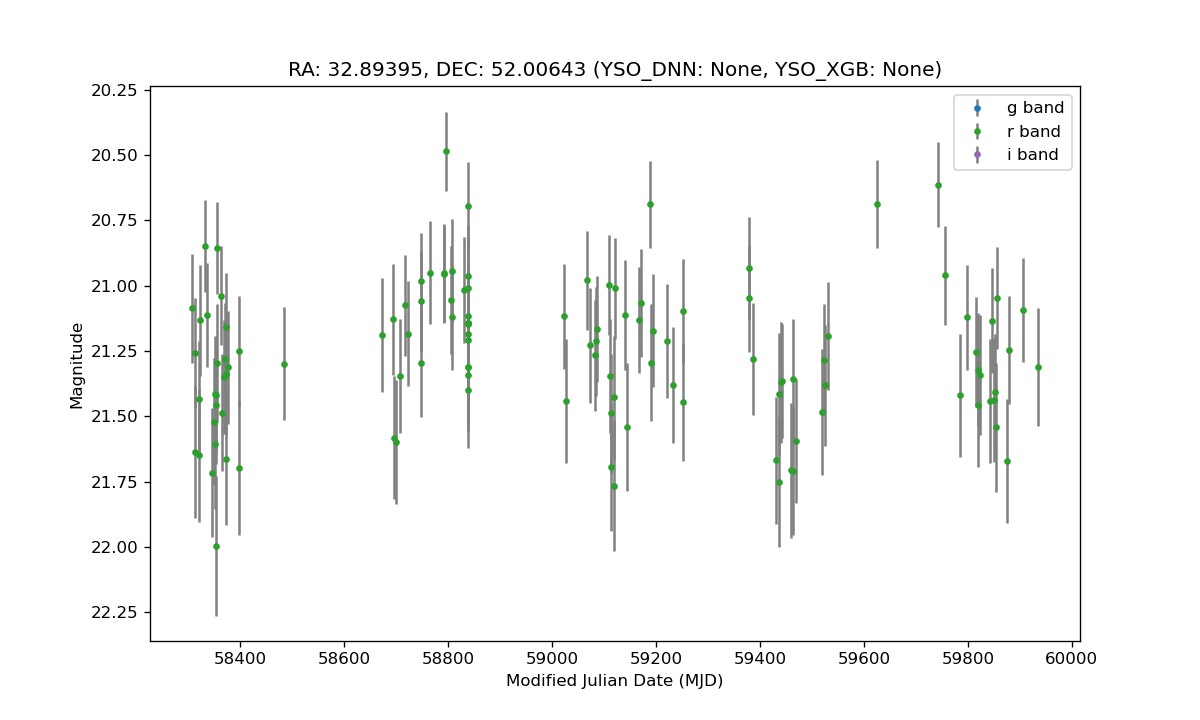 RA: 32.89395, DEC: 52.00643 (YSO_DNN: None, YSO_XGB: None)
g band
r band
i band
20.25
20.50
20.75
21.00
21.25
21.50
21.75
22.00
22.25
Magnitude
58400 58600 58800 59000 59200 59400 59600 59800 60000
Modified Julian Date (MJD)